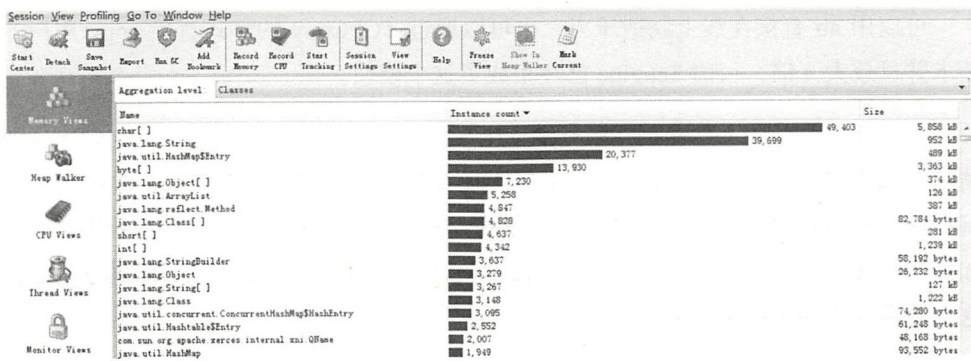 Session View Profiling Go To Window Help
Start Center Detach Save Snapshot Export Run GC Add Bookmark Record Memory Record CPU Start Tracking Session Settings View Settings Help Freeze View Show In Heap Walker Mark Current
Aggregation level: Classes
Name Instance count Size
char[ ] 49,403 5,858 kB
java.lang.String 39,699 952 kB
java.util.HashMap$Entry 20,377 489 kB
byte[ ] 13,930 3,363 kB
java.lang.Object[ ] 7,230 374 kB
java.util.ArrayList 5,258 126 kB
java.lang.reflect.Method 4,847 387 kB
java.lang.Class[ ] 4,828 82,784 bytes
short[ ] 4,637 281 kB
int[ ] 4,342 1,239 kB
java.lang.StringBuilder 3,637 58,192 bytes
java.lang.Object 3,279 26,232 bytes
java.lang.String[ ] 3,267 127 kB
java.lang.Class 3,148 1,222 kB
java.util.concurrent.ConcurrentHashMap$HashEntry 3,095 74,280 bytes
java.util.Hashtable$Entry 2,552 61,248 bytes
com.sun.org.apache.xerces.internal.xni.QName 2,007 48,168 bytes
java.util.HashMap 1,949 93,552 bytes
Memory Views
Heap Walker
CPU Views
Thread Views
Monitor Views